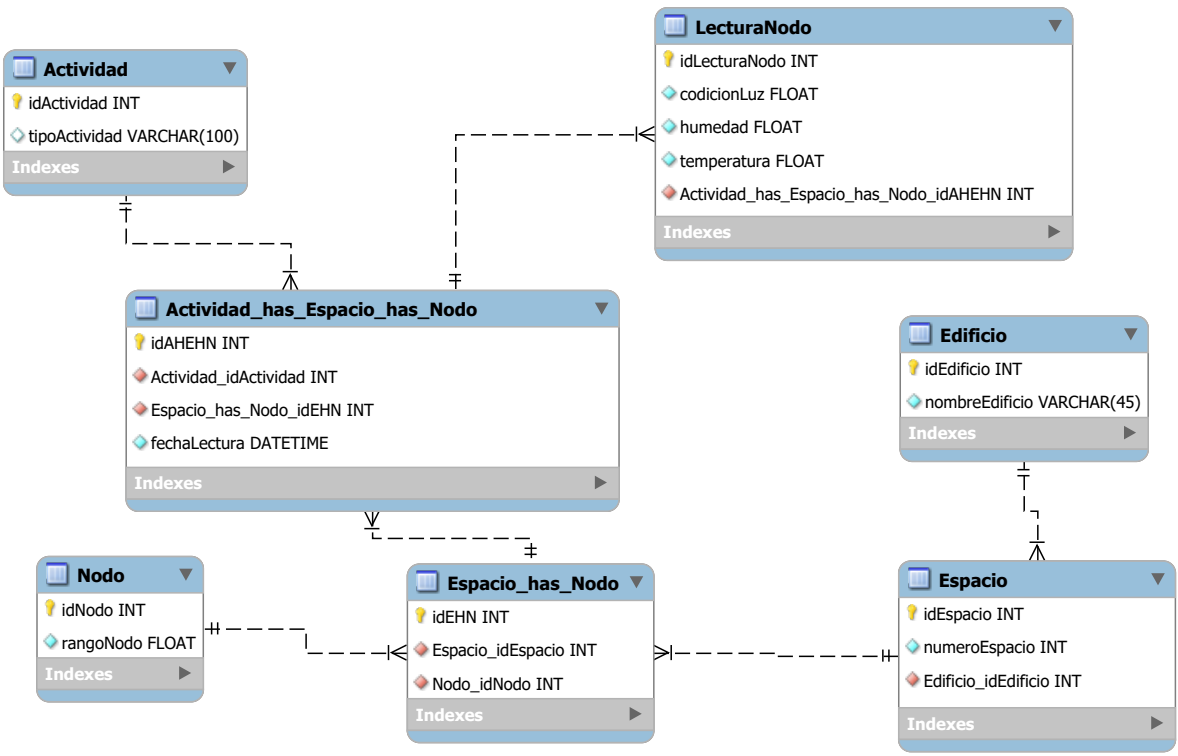 Actividad
idActividad INT
tipoActividad VARCHAR(100)
Indexes
LecturaNodo
idLecturaNodo INT
codicionLuz FLOAT
humedad FLOAT
temperatura FLOAT
Actividad_has_Espacio_has_Nodo_idAHEHN INT
Indexes
Actividad_has_Espacio_has_Nodo
idAHEHN INT
Actividad_idActividad INT
Espacio_has_Nodo_idEHN INT
fechaLectura DATETIME
Indexes
Edificio
idEdificio INT
nombreEdificio VARCHAR(45)
Indexes
Nodo
idNodo INT
rangoNodo FLOAT
Indexes
Espacio_has_Nodo
idEHN INT
Espacio_idEspacio INT
Nodo_idNodo INT
Indexes
Espacio
idEspacio INT
numeroEspacio INT
Edificio_idEdificio INT
Indexes